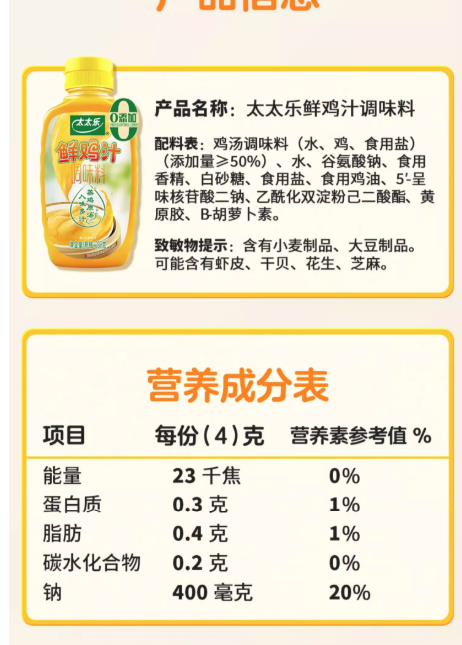 产品信息
太太乐
0添加
鲜鸡汁
调味料
产品名称：太太乐鲜鸡汁调味料
配料表：鸡汤调味料（水、鸡、食用盐）
（添加量≥50%）、水、谷氨酸钠、食用
香精、白砂糖、食用盐、食用鸡油、5'-呈
味核苷酸二钠、乙酰化双淀粉己二酸酯、黄
原胶、B-胡萝卜素。
致敏物提示：含有小麦制品、大豆制品。
可能含有虾皮、干贝、花生、芝麻。
营养成分表
项目 每份(4)克 营养素参考值 %
能量 23 千焦 0%
蛋白质 0.3 克 1%
脂肪 0.4 克 1%
碳水化合物 0.2 克 0%
钠 400 毫克 20%